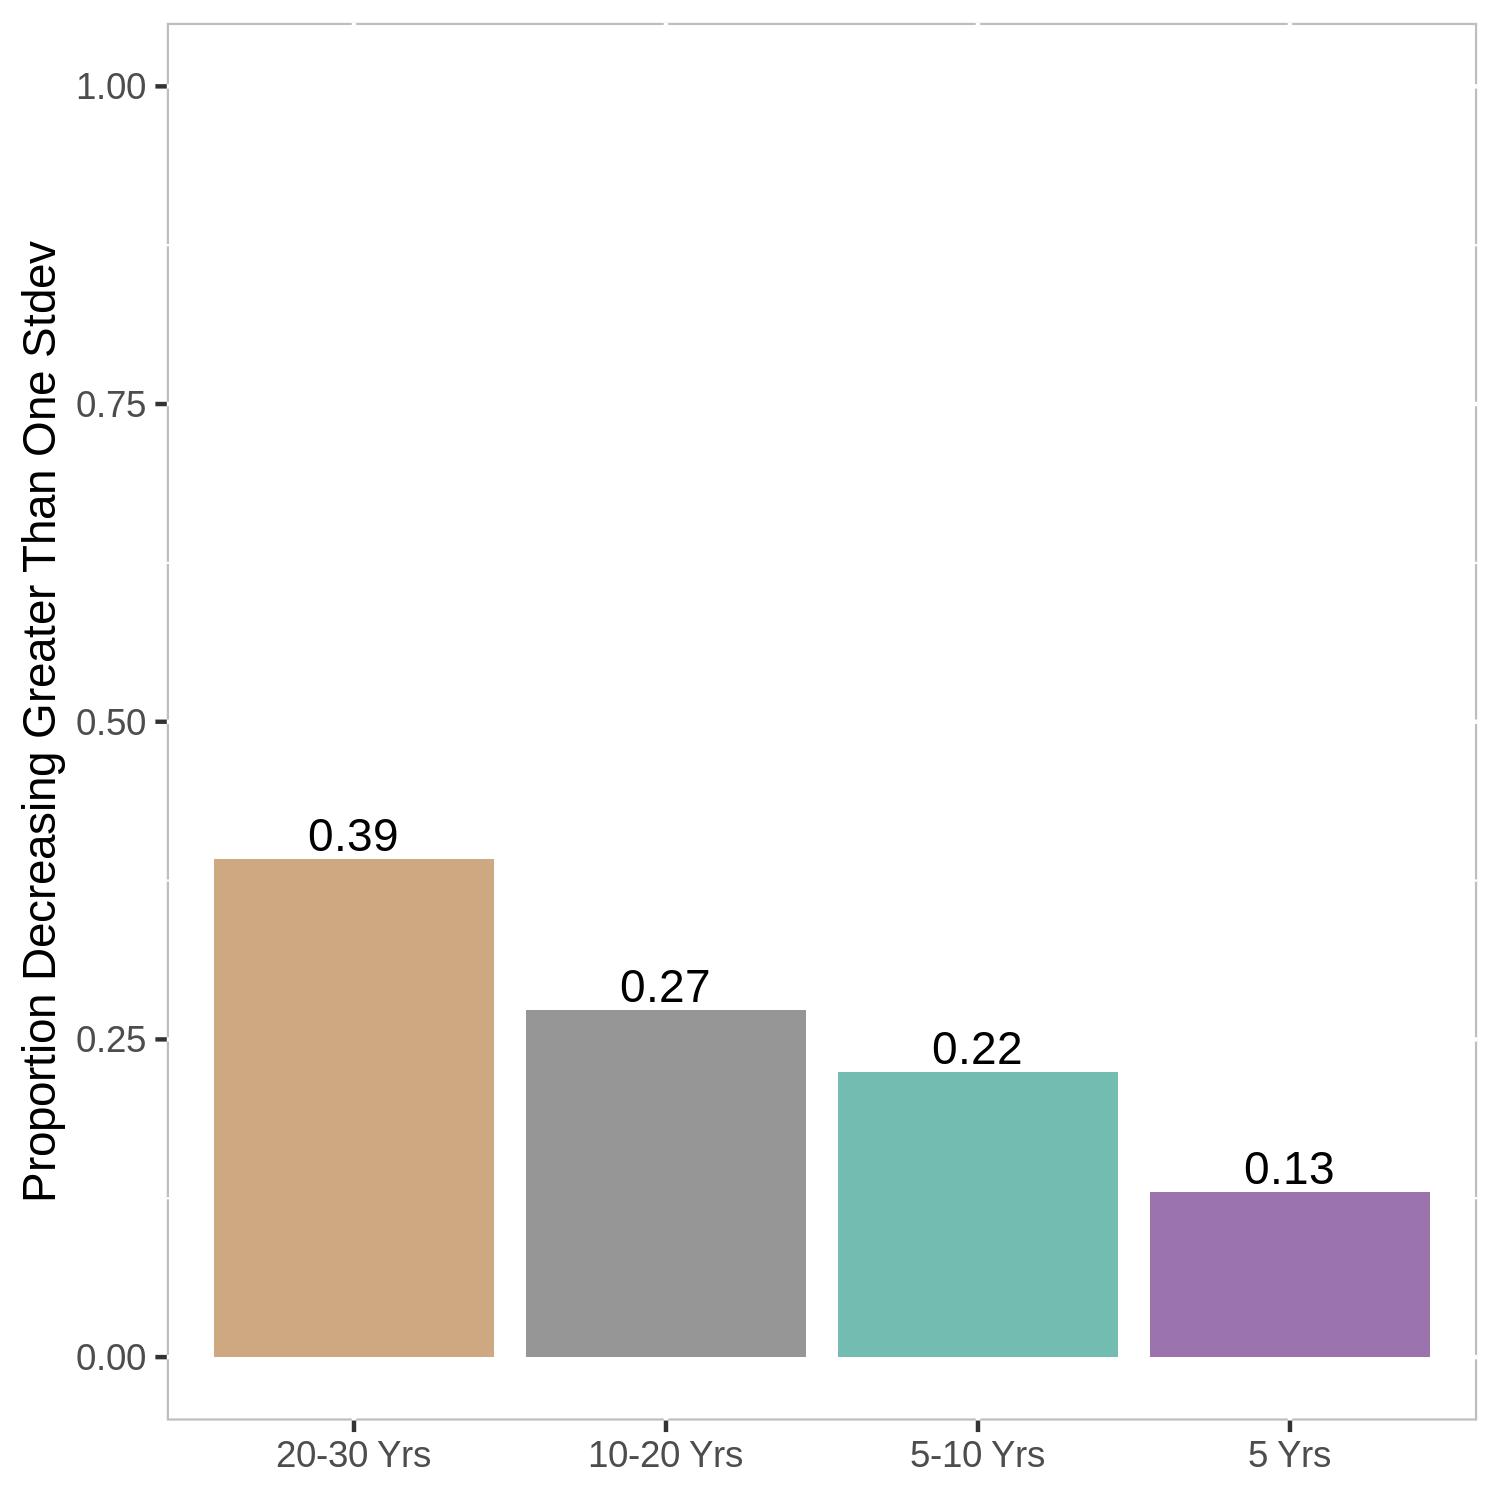 Proportion Decreasing Greater Than One Stdev
1.00
0.75
0.50
0.25
0.00
0.39
0.27
0.22
0.13
20-30 Yrs
10-20 Yrs
5-10 Yrs
5 Yrs